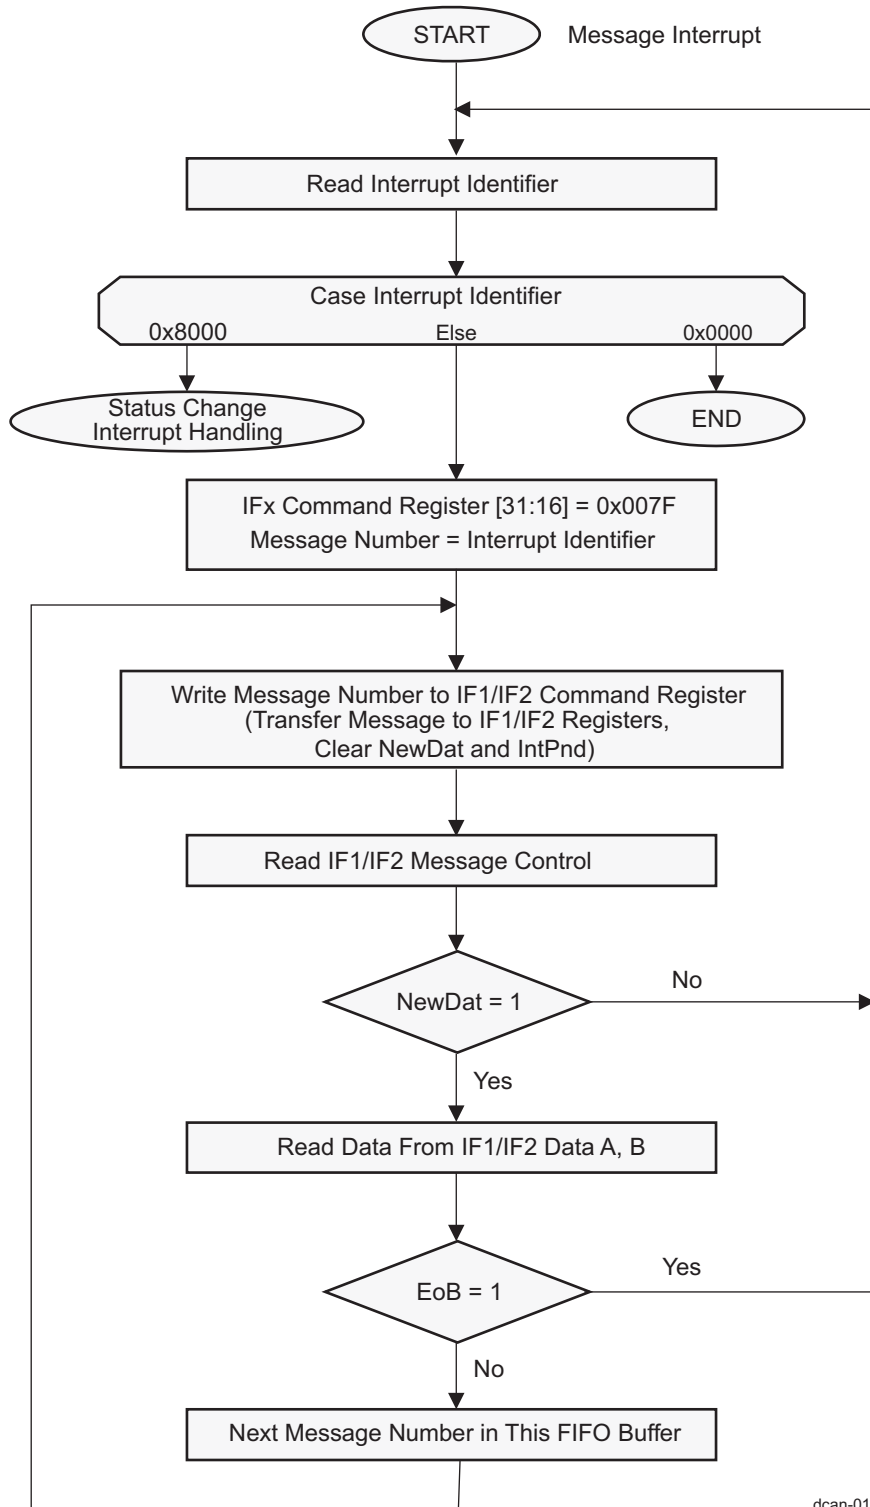 START
Message Interrupt
Read Interrupt Identifier
Case Interrupt Identifier
0x8000
Else
0x0000
Status Change
Interrupt Handling
END
IFx Command Register [31:16] = 0x007F
Message Number = Interrupt Identifier
Write Message Number to IF1/IF2 Command Register
(Transfer Message to IF1/IF2 Registers,
Clear NewDat and IntPnd)
Read IF1/IF2 Message Control
NewDat = 1
No
Yes
Read Data From IF1/IF2 Data A, B
EoB = 1
Yes
No
Next Message Number in This FIFO Buffer
dcan-01